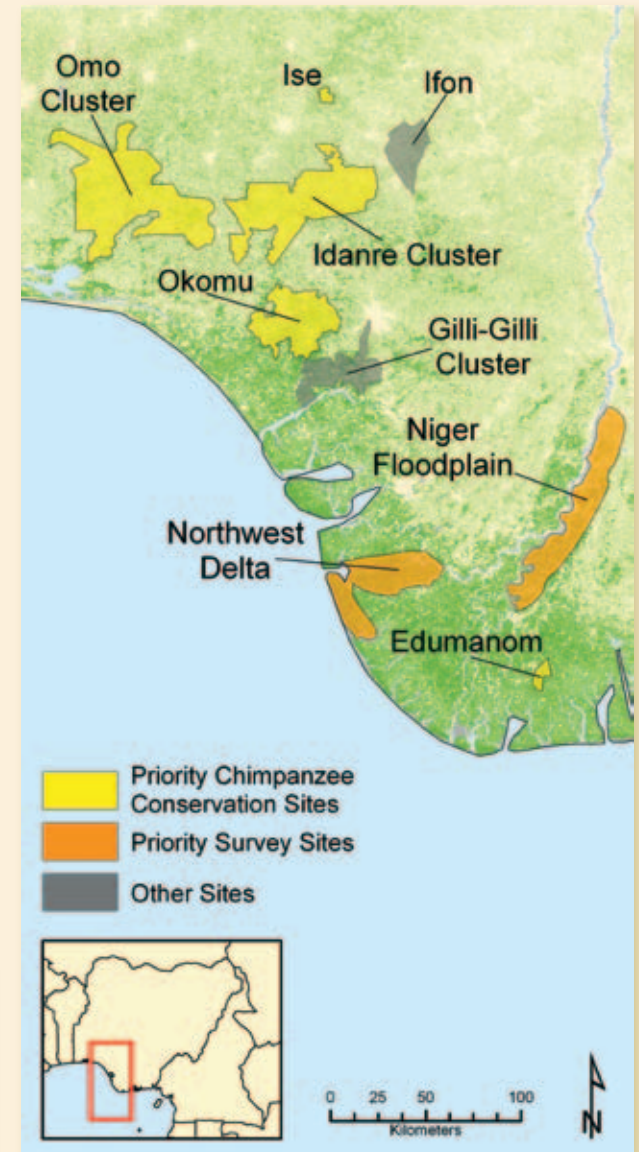 Omo
Cluster
Ise
Ifon
Idanre Cluster
Okomu
Gilli-Gilli
Cluster
Niger
Floodplain
Northwest
Delta
Edumanom
Priority Chimpanzee
Conservation Sites
Priority Survey Sites
Other Sites
0 25 50 100
Kilometers
N